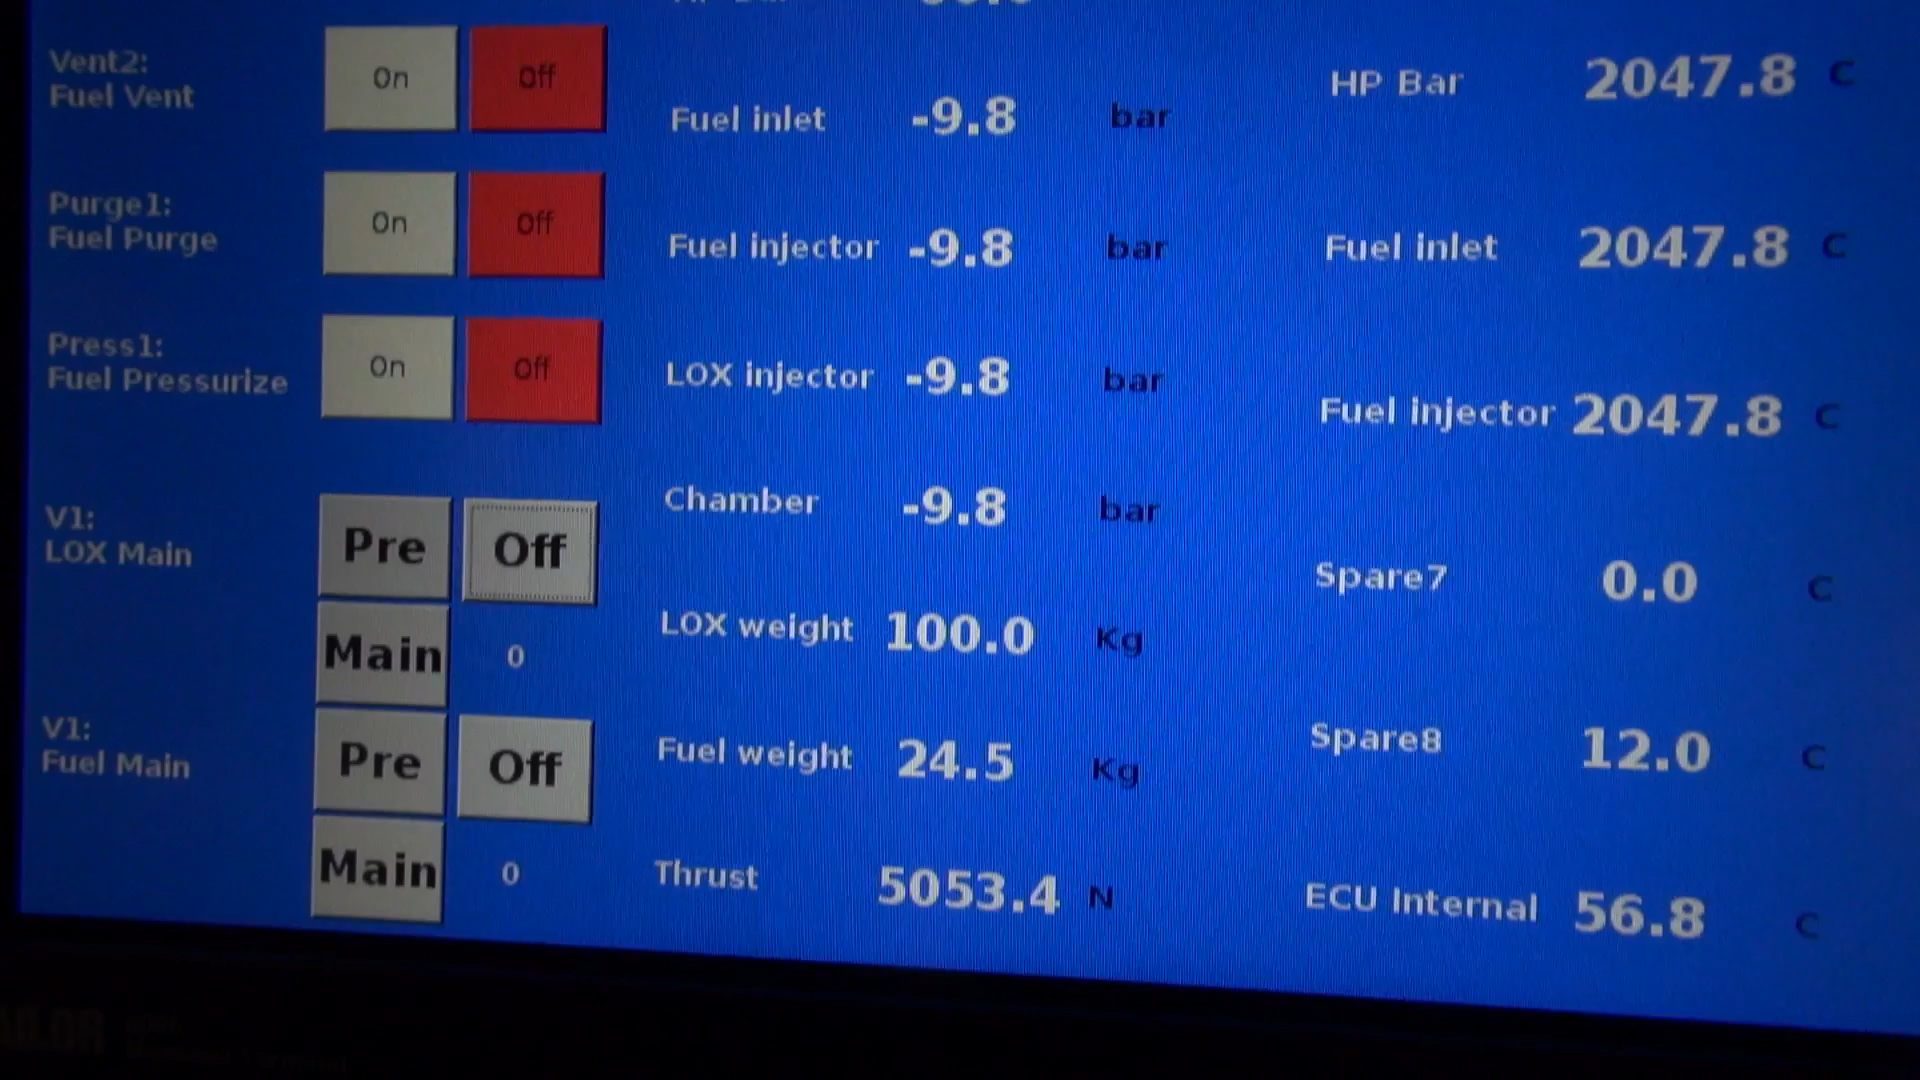 HP Bar
Vent2:
Fuel Vent
On
Off
Fuel inlet -9.8 bar
HP Bar 2047.8 C
Purge1:
Fuel Purge
On
Off
Fuel injector -9.8 bar
Fuel inlet 2047.8 C
Press1:
Fuel Pressurize
On
Off
LOX injector -9.8 bar
Fuel injector 2047.8 C
V1:
LOX Main
Pre
Off
Main
0
Chamber -9.8 bar
Spare7 0.0 C
LOX weight 100.0 Kg
V1:
Fuel Main
Pre
Off
Main
0
Fuel weight 24.5 Kg
Spare8 12.0 C
Thrust 5053.4 N
ECU Internal 56.8 C